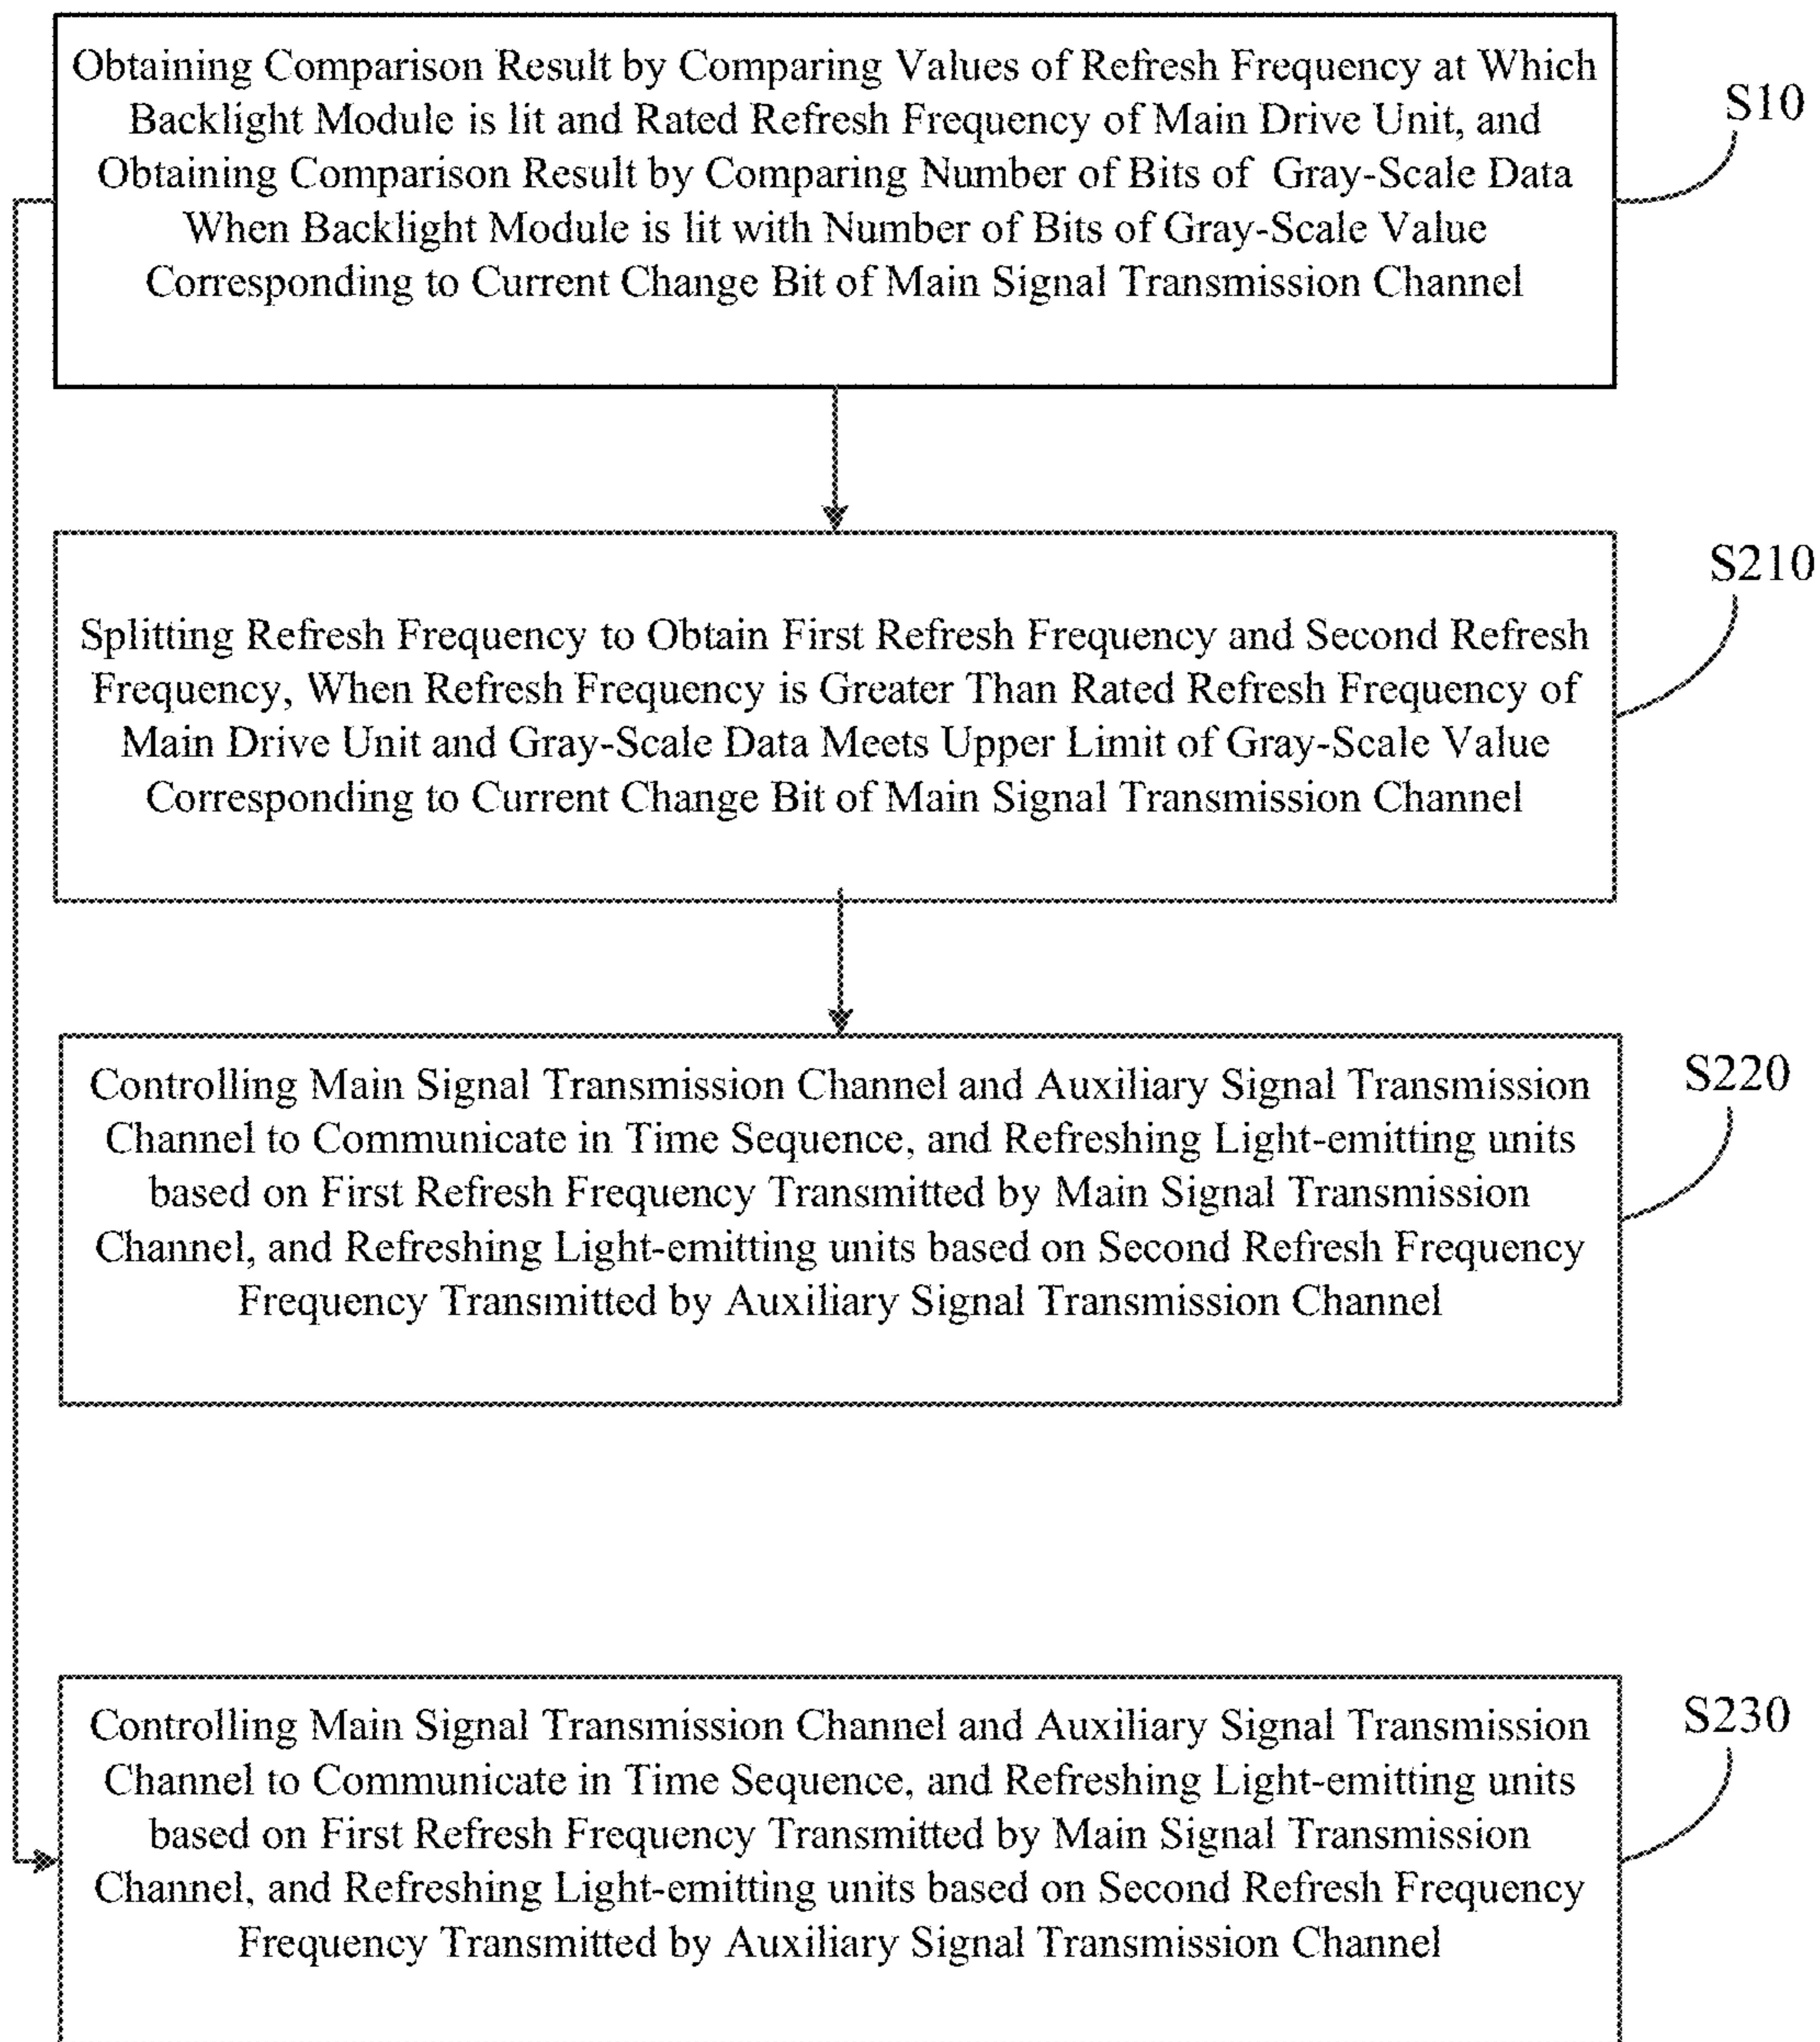 Obtaining Comparison Result by Comparing Values of Refresh Frequency at Which
Backlight Module is lit and Rated Refresh Frequency of Main Drive Unit, and
Obtaining Comparison Result by Comparing Number of Bits of Gray-Scale Data
When Backlight Module is lit with Number of Bits of Gray-Scale Value
Corresponding to Current Change Bit of Main Signal Transmission Channel
S10
Splitting Refresh Frequency to Obtain First Refresh Frequency and Second Refresh
Frequency, When Refresh Frequency is Greater Than Rated Refresh Frequency of
Main Drive Unit and Gray-Scale Data Meets Upper Limit of Gray-Scale Value
Corresponding to Current Change Bit of Main Signal Transmission Channel
S210
Controlling Main Signal Transmission Channel and Auxiliary Signal Transmission
Channel to Communicate in Time Sequence, and Refreshing Light-emitting units
based on First Refresh Frequency Transmitted by Main Signal Transmission
Channel, and Refreshing Light-emitting units based on Second Refresh Frequency
Frequency Transmitted by Auxiliary Signal Transmission Channel
S220
Controlling Main Signal Transmission Channel and Auxiliary Signal Transmission
Channel to Communicate in Time Sequence, and Refreshing Light-emitting units
based on First Refresh Frequency Transmitted by Main Signal Transmission
Channel, and Refreshing Light-emitting units based on Second Refresh Frequency
Frequency Transmitted by Auxiliary Signal Transmission Channel
S230